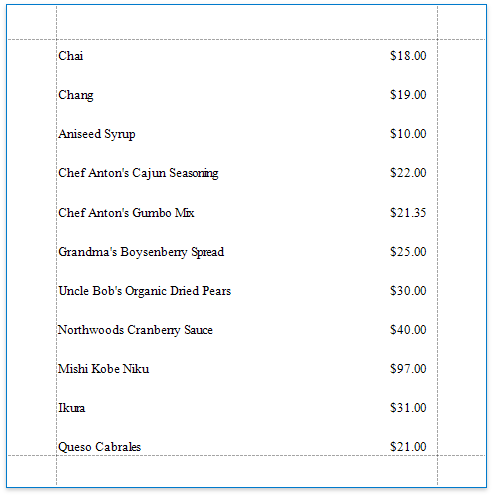 Chai $18.00
Chang $19.00
Aniseed Syrup $10.00
Chef Anton's Cajun Seasoning $22.00
Chef Anton's Gumbo Mix $21.35
Grandma's Boysenberry Spread $25.00
Uncle Bob's Organic Dried Pears $30.00
Northwoods Cranberry Sauce $40.00
Mishi Kobe Niku $97.00
Ikura $31.00
Queso Cabrales $21.00